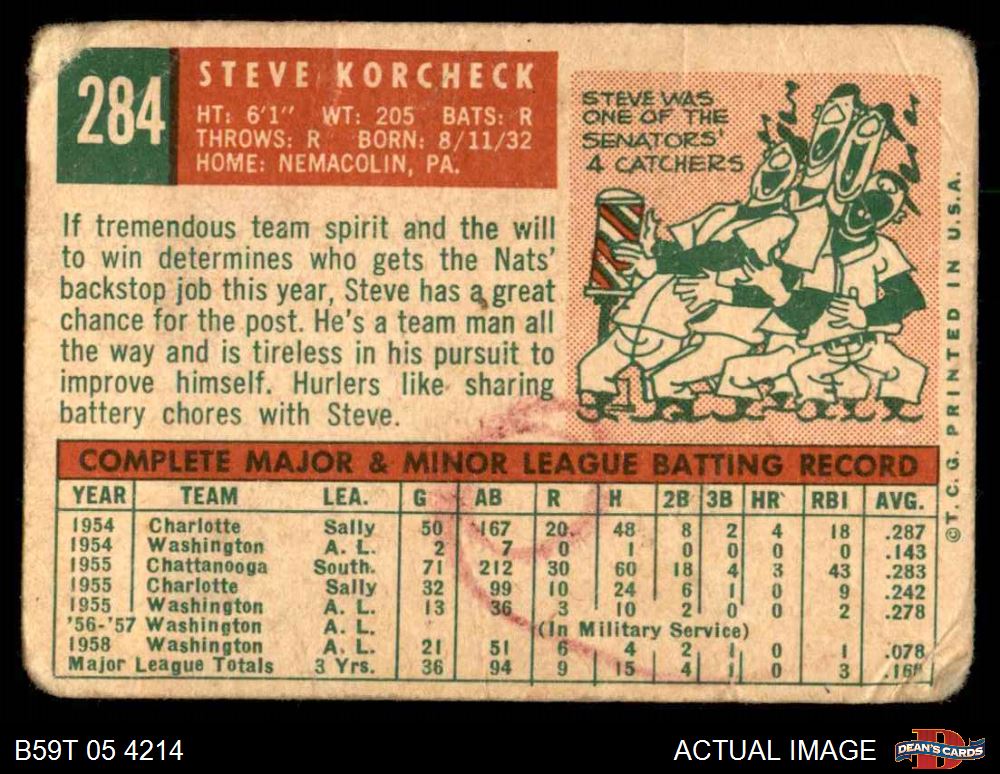 284
STEVE KORCHECK
HT: 6'1" WT: 205 BATS: R
THROWS: R BORN: 8/11/32
HOME: NEMACOLIN, PA.
STEVE WAS
ONE OF THE
SENATORS'
4 CATCHERS
If tremendous team spirit and the will
to win determines who gets the Nats'
backstop job this year, Steve has a great
chance for the post. He's a team man all
the way and is tireless in his pursuit to
improve himself. Hurlers like sharing
battery chores with Steve.
COMPLETE MAJOR & MINOR LEAGUE BATTING RECORD
YEAR TEAM LEA. G AB R H 2B 3B HR RBI AVG.
1954 Charlotte Sally 50 167 20 48 8 2 4 18 .287
1954 Washington A. L. 2 7 0 1 0 0 0 0 .143
1955 Chattanooga South. 71 212 30 60 18 4 3 43 .283
1955 Charlotte Sally 32 99 10 24 6 1 0 9 .242
1955 Washington A. L. 13 36 3 10 2 0 0 2 .278
'56-'57 Washington A. L. (In Military Service)
1958 Washington A. L. 21 51 6 4 2 1 0 1 .078
Major League Totals 3 Yrs. 36 94 9 15 4 1 0 3
©T. C. G. PRINTED IN U.S.A.
B59T 05 4214
ACTUAL IMAGE
DEAN'S CARDS